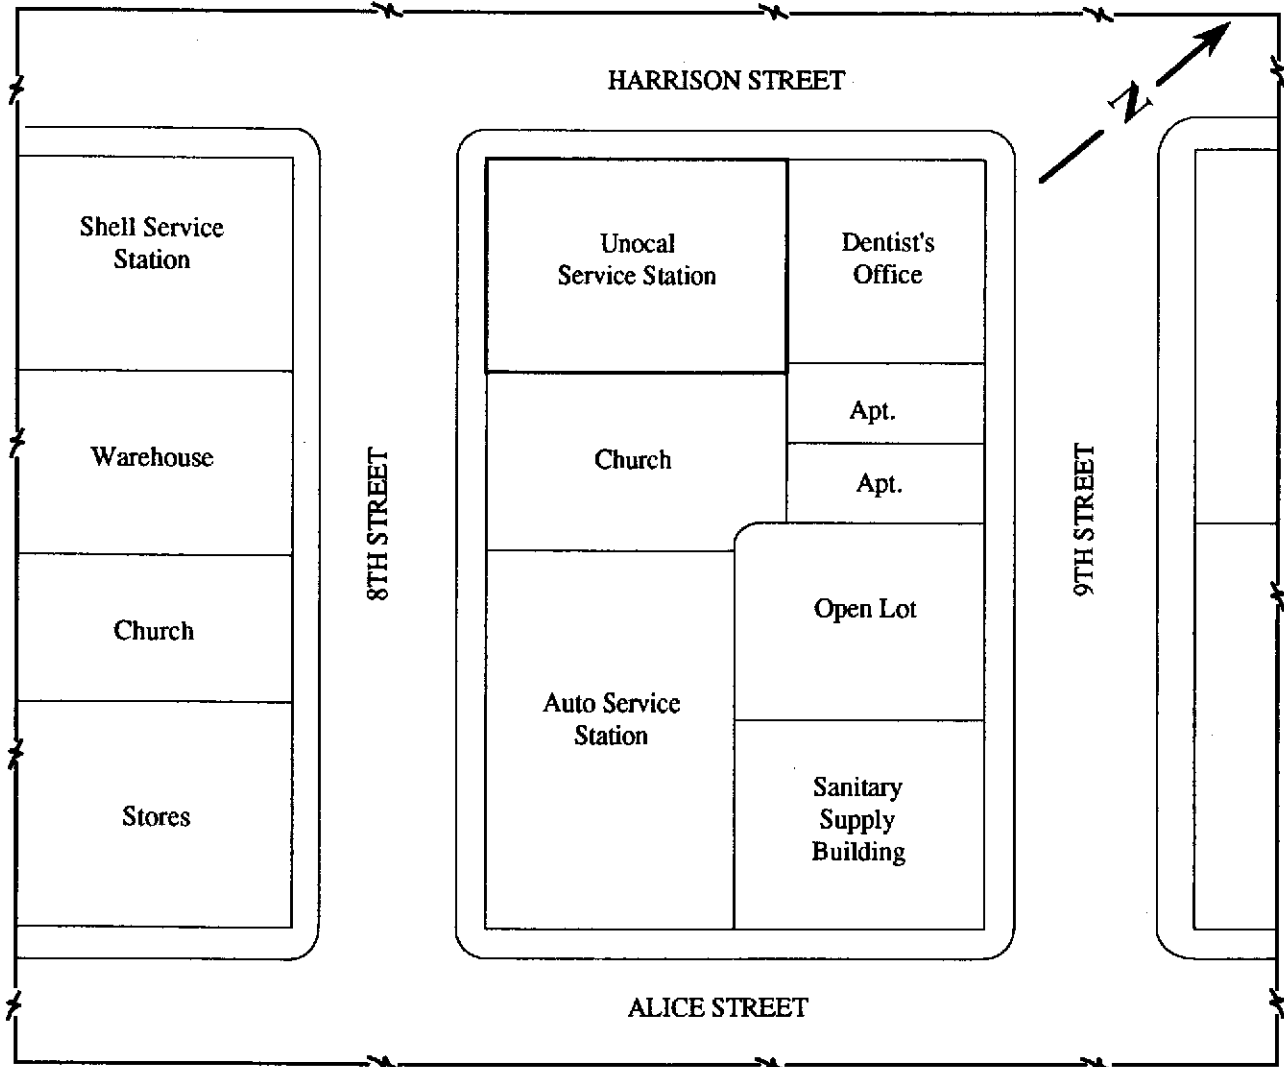 HARRISON STREET
N
Shell Service
Station
Unocal
Service Station
Dentist's
Office
Apt.
Warehouse
Church
Apt.
8TH STREET
9TH STREET
Church
Open Lot
Auto Service
Station
Stores
Sanitary
Supply
Building
ALICE STREET